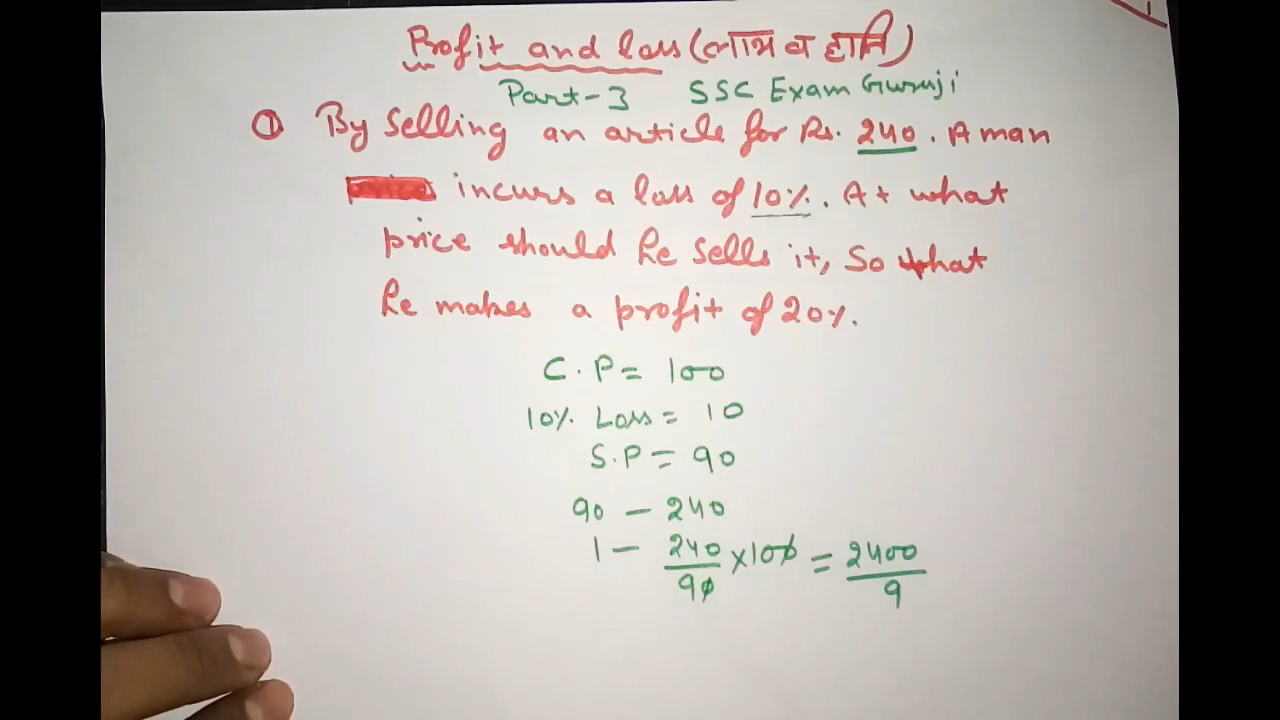 Profit and loss (लाभ व हानि)
Part-3 SSC Exam Guruji
① By selling an article for Rs. 240. A man
incurs a loss of 10%. At what
price should he sells it, So that
he makes a profit of 20%.
C.P = 100
10% Loss = 10
S.P = 90
90 — 240
1 — 240/90 × 100 = 2400/9